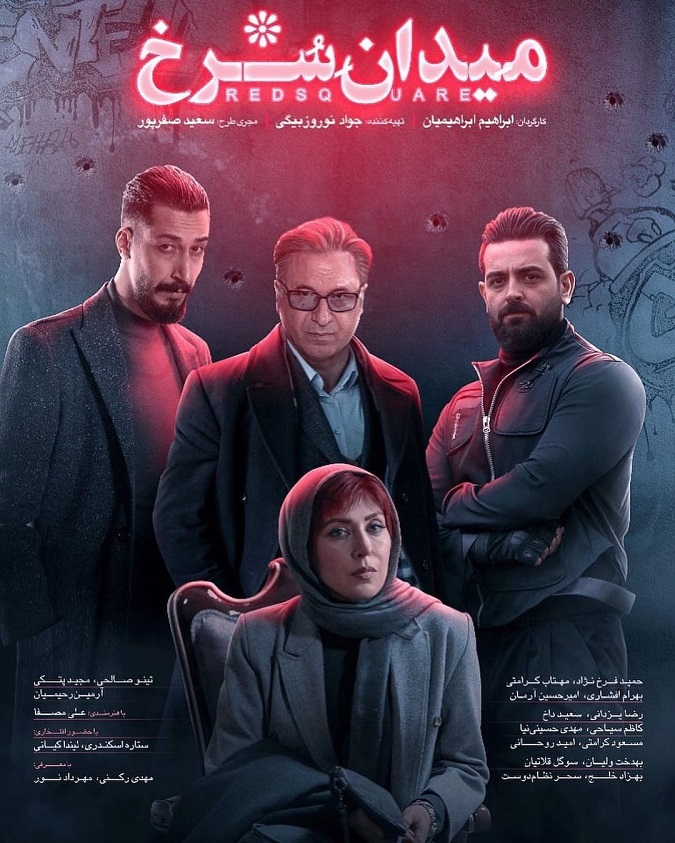 میدان سُرخ
REDSQUARE
کارگردان: ابراهیم ابراهیمیان | تهیه‌کننده: جواد نوروزبیگی | مجری طرح: سعید صفرپور
حمید فرخ نژاد، مهتاب کرامتی
بهرام افشاری، امیرحسین آرمان
رضا یزدانی، سعید داخ
کاظم سیاحی، مهدی حسینی‌نیا
مسعود کرامتی، امید روحانی
بهدخت ولیان، سوگل قلاتیان
بهزاد خلج، سحر نظام‌دوست
تینو صالحی، مجید پتکی
آرمین رحیمیان
با هنرمندی: علی مصفا
با حضور افتخاری:
ستاره اسکندری، لیندا کیانی
با معرفی:
مهدی رکنی، مهرداد نور